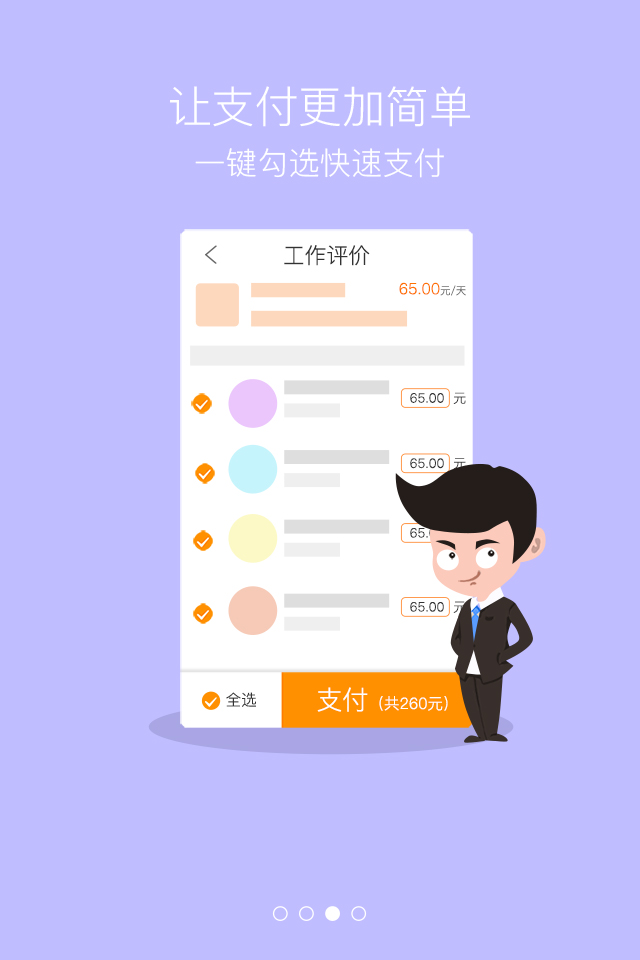 让支付更加简单
一键勾选快速支付
工作评价
65.00元/天
65.00 元
65.00 元
65.
65.00 元
全选
支付（共260元）